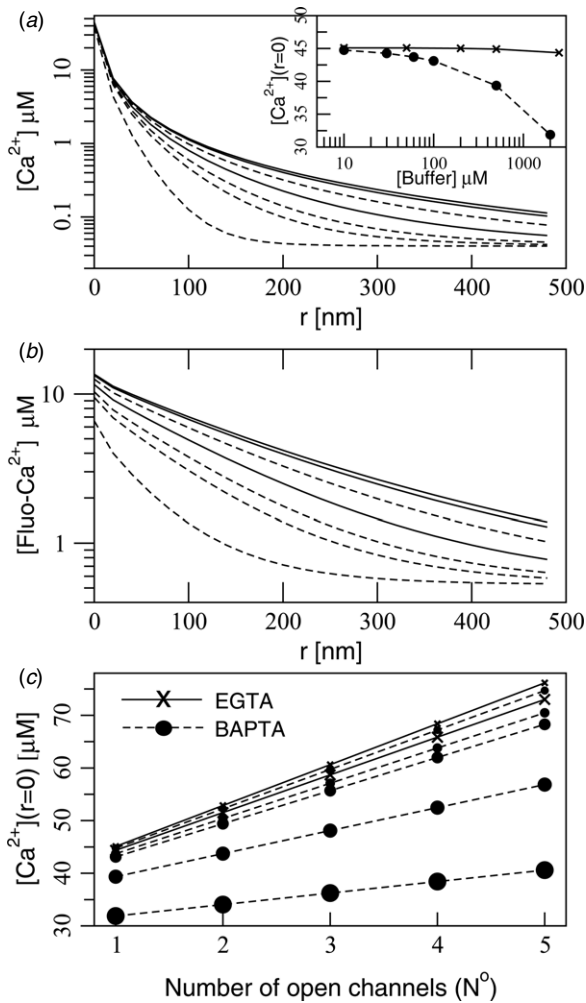 (a)
[Ca²⁺] µM
10
1
0.1
0
100
200
300
400
500
r [nm]
[Ca²⁺](r=0)
50
45
40
35
30
10
100
1000
[Buffer] µM
(b)
[Fluo-Ca²⁺] µM
10
1
0
100
200
300
400
500
r [nm]
(c)
[Ca²⁺](r=0) [µM]
70
60
50
40
30
EGTA
BAPTA
1
2
3
4
5
Number of open channels (N°)